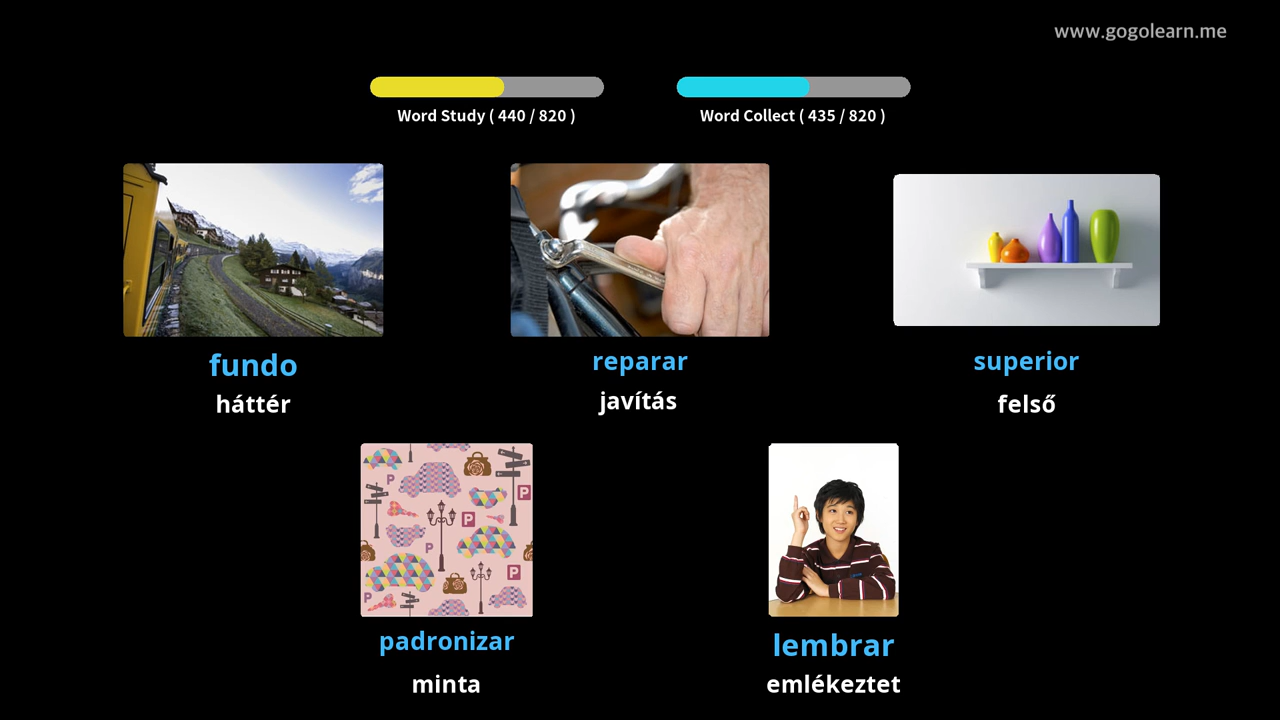 www.gogolearn.me
Word Study ( 440 / 820 )
Word Collect ( 435 / 820 )
fundo
háttér
reparar
javítás
superior
felső
P
P
P
P
P
P
padronizar
minta
lembrar
emlékeztet